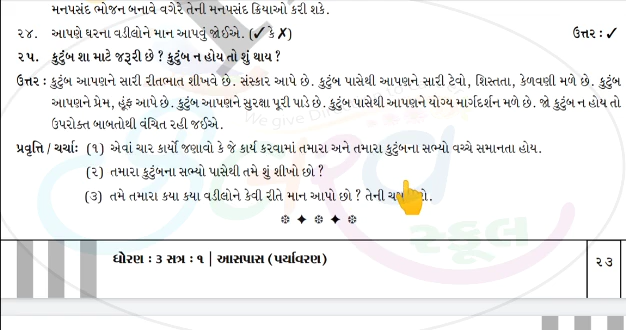 મનપસંદ ભોજન બનાવે વગેરે તેની મનપસંદ ક્રિયાઓ કરી શકે.
૨૪. આપણે ઘરના વડીલોને માન આપવું જોઈએ. (✓ કે ✗) ઉત્તર : ✓
૨૫. કુટુંબ શા માટે જરૂરી છે ? કુટુંબ ન હોય તો શું થાય ?
ઉત્તર : કુટુંબ આપણને સારી રીતભાત શીખવે છે. સંસ્કાર આપે છે. કુટુંબ પાસેથી આપણને સારી ટેવો, શિસ્તતા, કેળવણી મળે છે. કુટુંબ
આપણને પ્રેમ, હૂંફ આપે છે. કુટુંબ આપણને સુરક્ષા પૂરી પાડે છે. કુટુંબ પાસેથી આપણને યોગ્ય માર્ગદર્શન મળે છે. જો કુટુંબ ન હોય તો
ઉપરોક્ત બાબતોથી વંચિત રહી જઈએ.
We give
પ્રવૃત્તિ / ચર્ચા: (૧) એવાં ચાર કાર્યો જણાવો કે જે કાર્ય કરવામાં તમારા અને તમારા કુટુંબના સભ્યો વચ્ચે સમાનતા હોય.
(૨) તમારા કુટુંબના સભ્યો પાસેથી તમે શું શીખો છો ?
(૩) તમે તમારા કયા કયા વડીલોને કેવી રીતે માન આપો છો ? તેની
સ્કૂલ
ધોરણ : 3 સત્ર : ૧ | આસપાસ (પર્યાવરણ) ૨૩